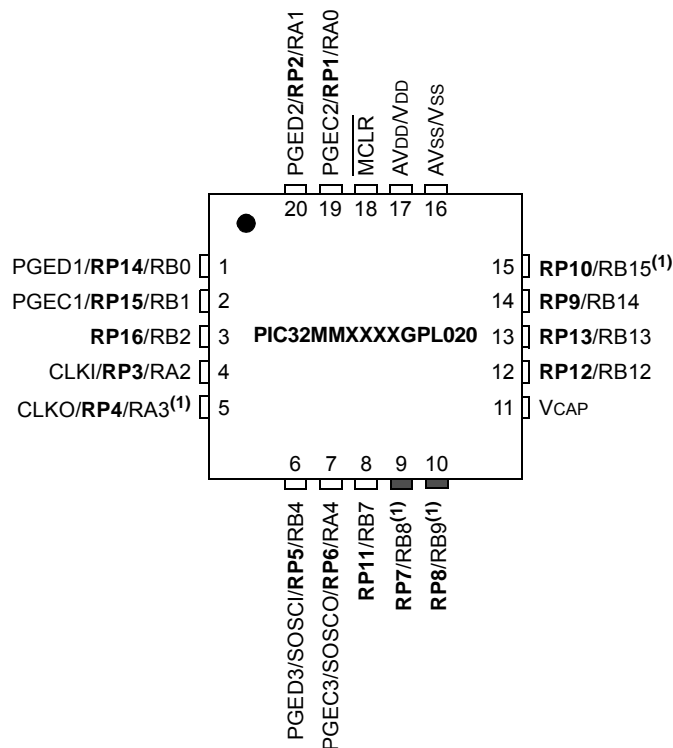 PGED2/RP2/RA1
PGEC2/RP1/RA0
MCLR
AVDD/VDD
AVSS/VSS
20 19 18 17 16
PGED1/RP14/RB0 1
PGEC1/RP15/RB1 2
RP16/RB2 3
CLKI/RP3/RA2 4
CLKO/RP4/RA3(1) 5
PIC32MMXXXXGPL020
15 RP10/RB15(1)
14 RP9/RB14
13 RP13/RB13
12 RP12/RB12
11 VCAP
6 7 8 9 10
PGED3/SOSCI/RP5/RB4
PGEC3/SOSCO/RP6/RA4
RP11/RB7
RP7/RB8(1)
RP8/RB9(1)